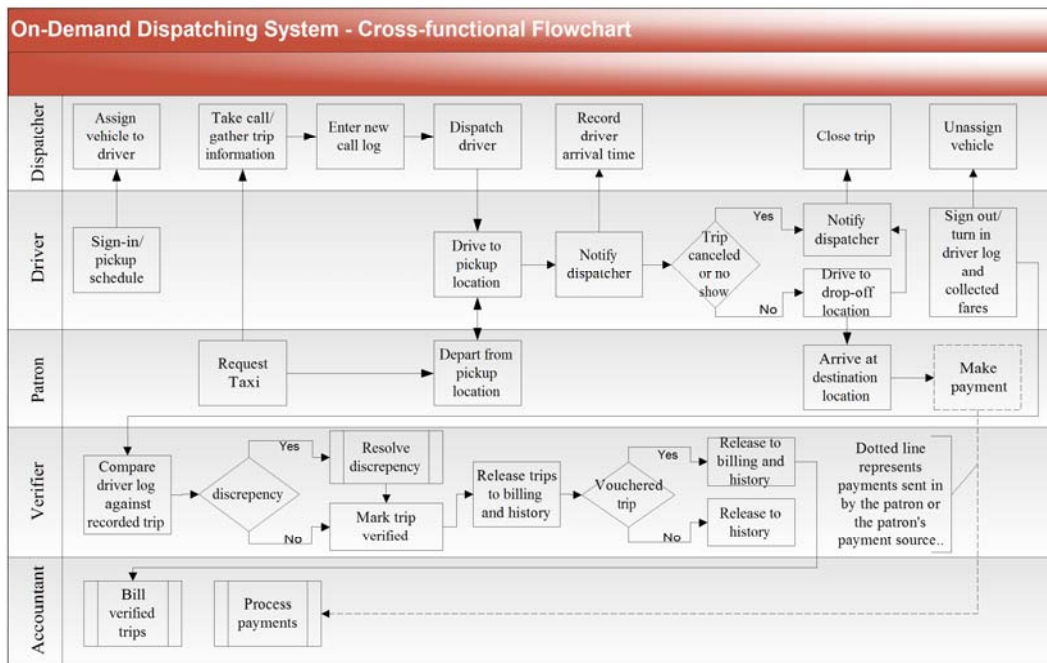 On-Demand Dispatching System - Cross-functional Flowchart
Dispatcher
Assign
vehicle to
driver
Take call/
gather trip
information
Enter new
call log
Dispatch
driver
Record
driver
arrival time
Close trip
Unassign
vehicle
Driver
Sign-in/
pickup
schedule
Drive to
pickup
location
Notify
dispatcher
Trip
canceled
or no
show
Yes
No
Notify
dispatcher
Drive to
drop-off
location
Sign out/
turn in
driver log
and
collected
fares
Patron
Request
Taxi
Depart from
pickup
location
Arrive at
destination
location
Make
payment
Verifier
Compare
driver log
against
recorded trip
discrepency
Yes
No
Resolve
discrepency
Mark trip
verified
Release trips
to billing
and history
Vouchered
trip
Yes
No
Release to
billing and
history
Release to
history
Dotted line
represents
payments sent in
by the patron or
the patron's
payment source..
Accountant
Bill
verified
trips
Process
payments